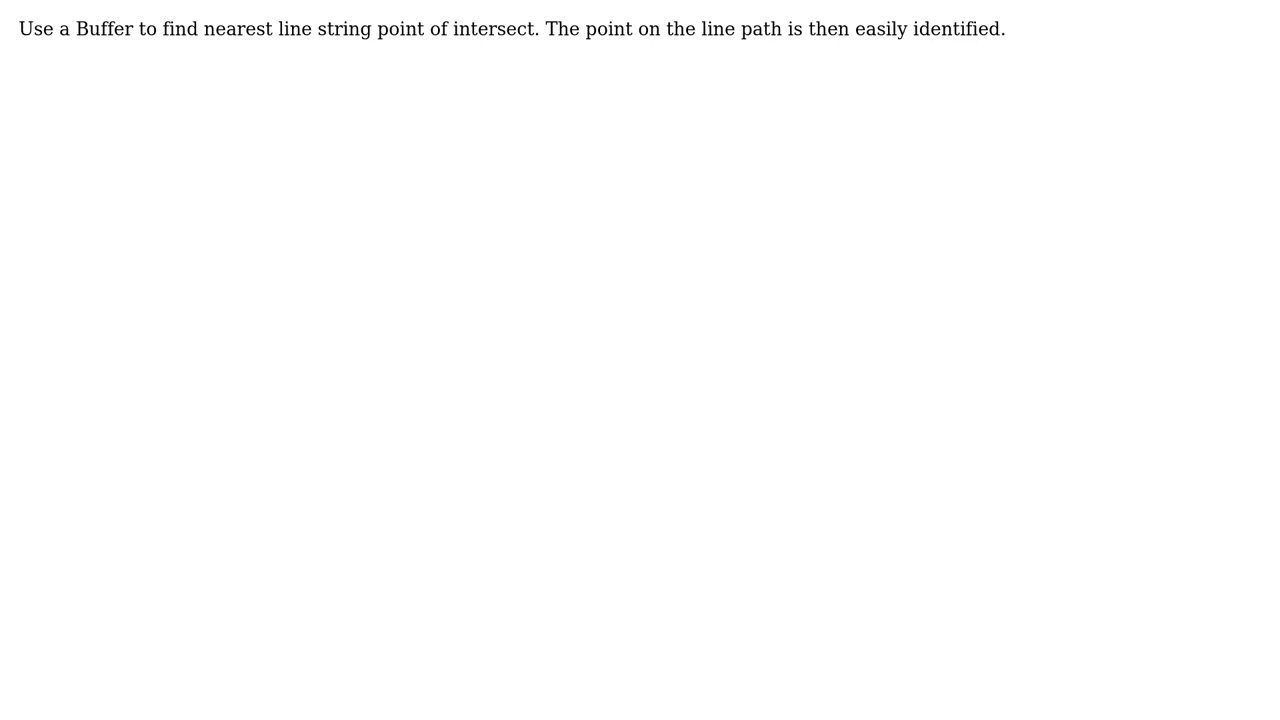 Use a Buffer to find nearest line string point of intersect. The point on the line path is then easily identified.